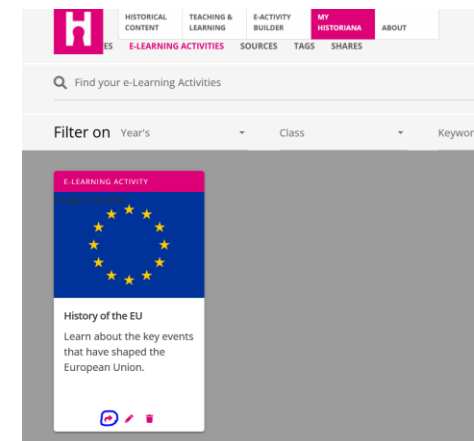 HISTORICAL CONTENT
TEACHING & LEARNING
E-ACTIVITY BUILDER
MY HISTORIANA
ABOUT
ES E-LEARNING ACTIVITIES SOURCES TAGS SHARES
Find your e-Learning Activities
Filter on Year's Class Keywor
E-LEARNING ACTIVITY
History of the EU
Learn about the key events
that have shaped the
European Union.